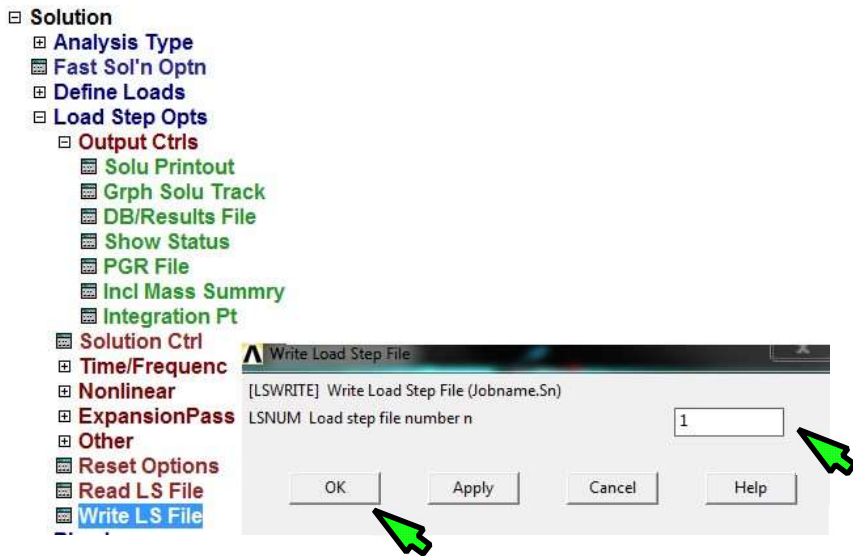 Solution
Analysis Type
Fast Sol'n Optn
Define Loads
Load Step Opts
Output Ctrls
Solu Printout
Grph Solu Track
DB/Results File
Show Status
PGR File
Incl Mass Summry
Integration Pt
Solution Ctrl
Time/Frequenc
Nonlinear
ExpansionPass
Other
Reset Options
Read LS File
Write LS File
Write Load Step File
[LSWRITE] Write Load Step File (Jobname.Sn)
LSNUM Load step file number n
1
OK Apply Cancel Help